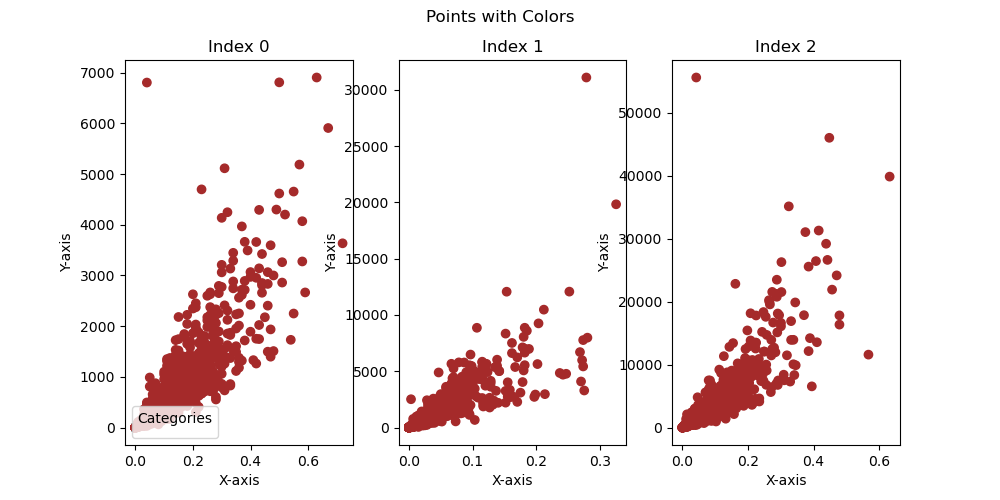 Points with Colors
Index 0
Index 1
Index 2
Y-axis
7000
6000
5000
4000
3000
2000
1000
0
Categories
0.0 0.2 0.4 0.6
X-axis
Y-axis
30000
25000
20000
15000
10000
5000
0
0.0 0.1 0.2 0.3
X-axis
Y-axis
50000
40000
30000
20000
10000
0
0.0 0.2 0.4 0.6
X-axis